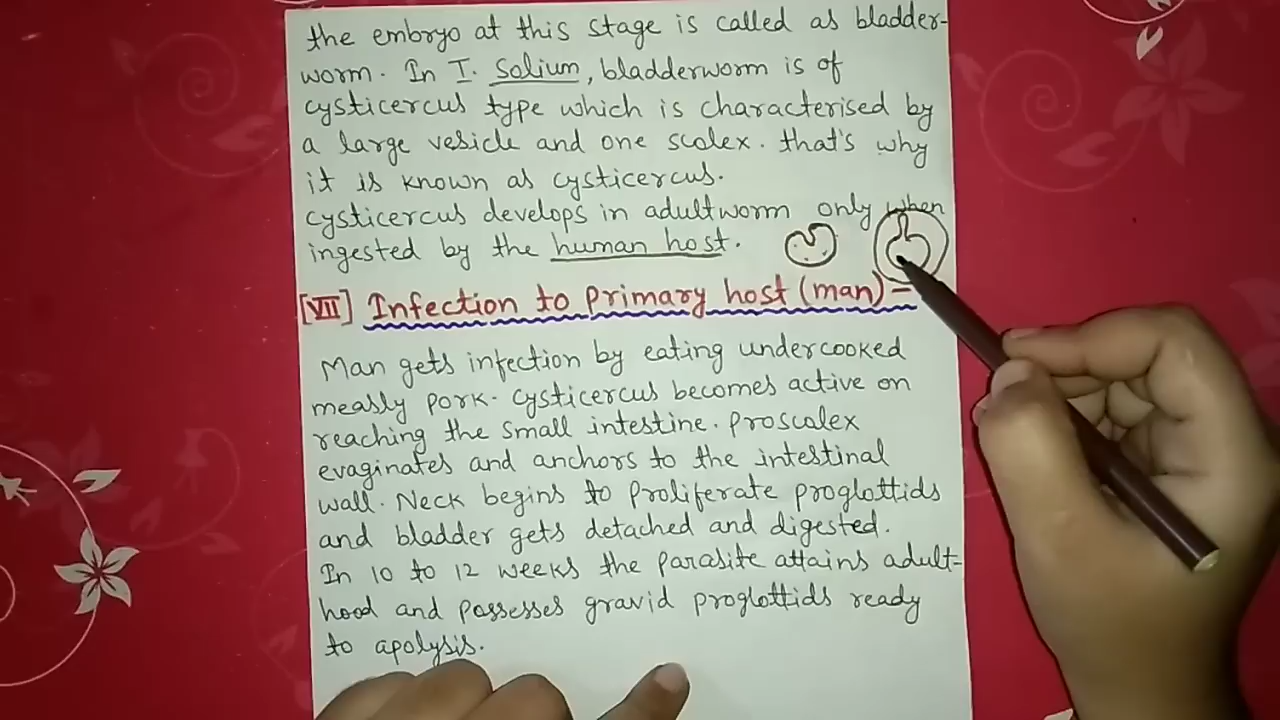 the embryo at this stage is called as bladder-
worm. In T. Solium, bladderworm is of
cysticercus type which is characterised by
a large vesicle and one scolex. that's why
it is known as cysticercus.
cysticercus develops in adultworm only when
ingested by the human host.
[VII] Infection to Primary host (man) -
Man gets infection by eating undercooked
measly pork. Cysticercus becomes active on
reaching the small intestine. Proscolex
evaginates and anchors to the intestinal
wall. Neck begins to proliferate proglottids
and bladder gets detached and digested.
In 10 to 12 weeks the parasite attains adult-
hood and possesses gravid proglottids ready
to apolysis.